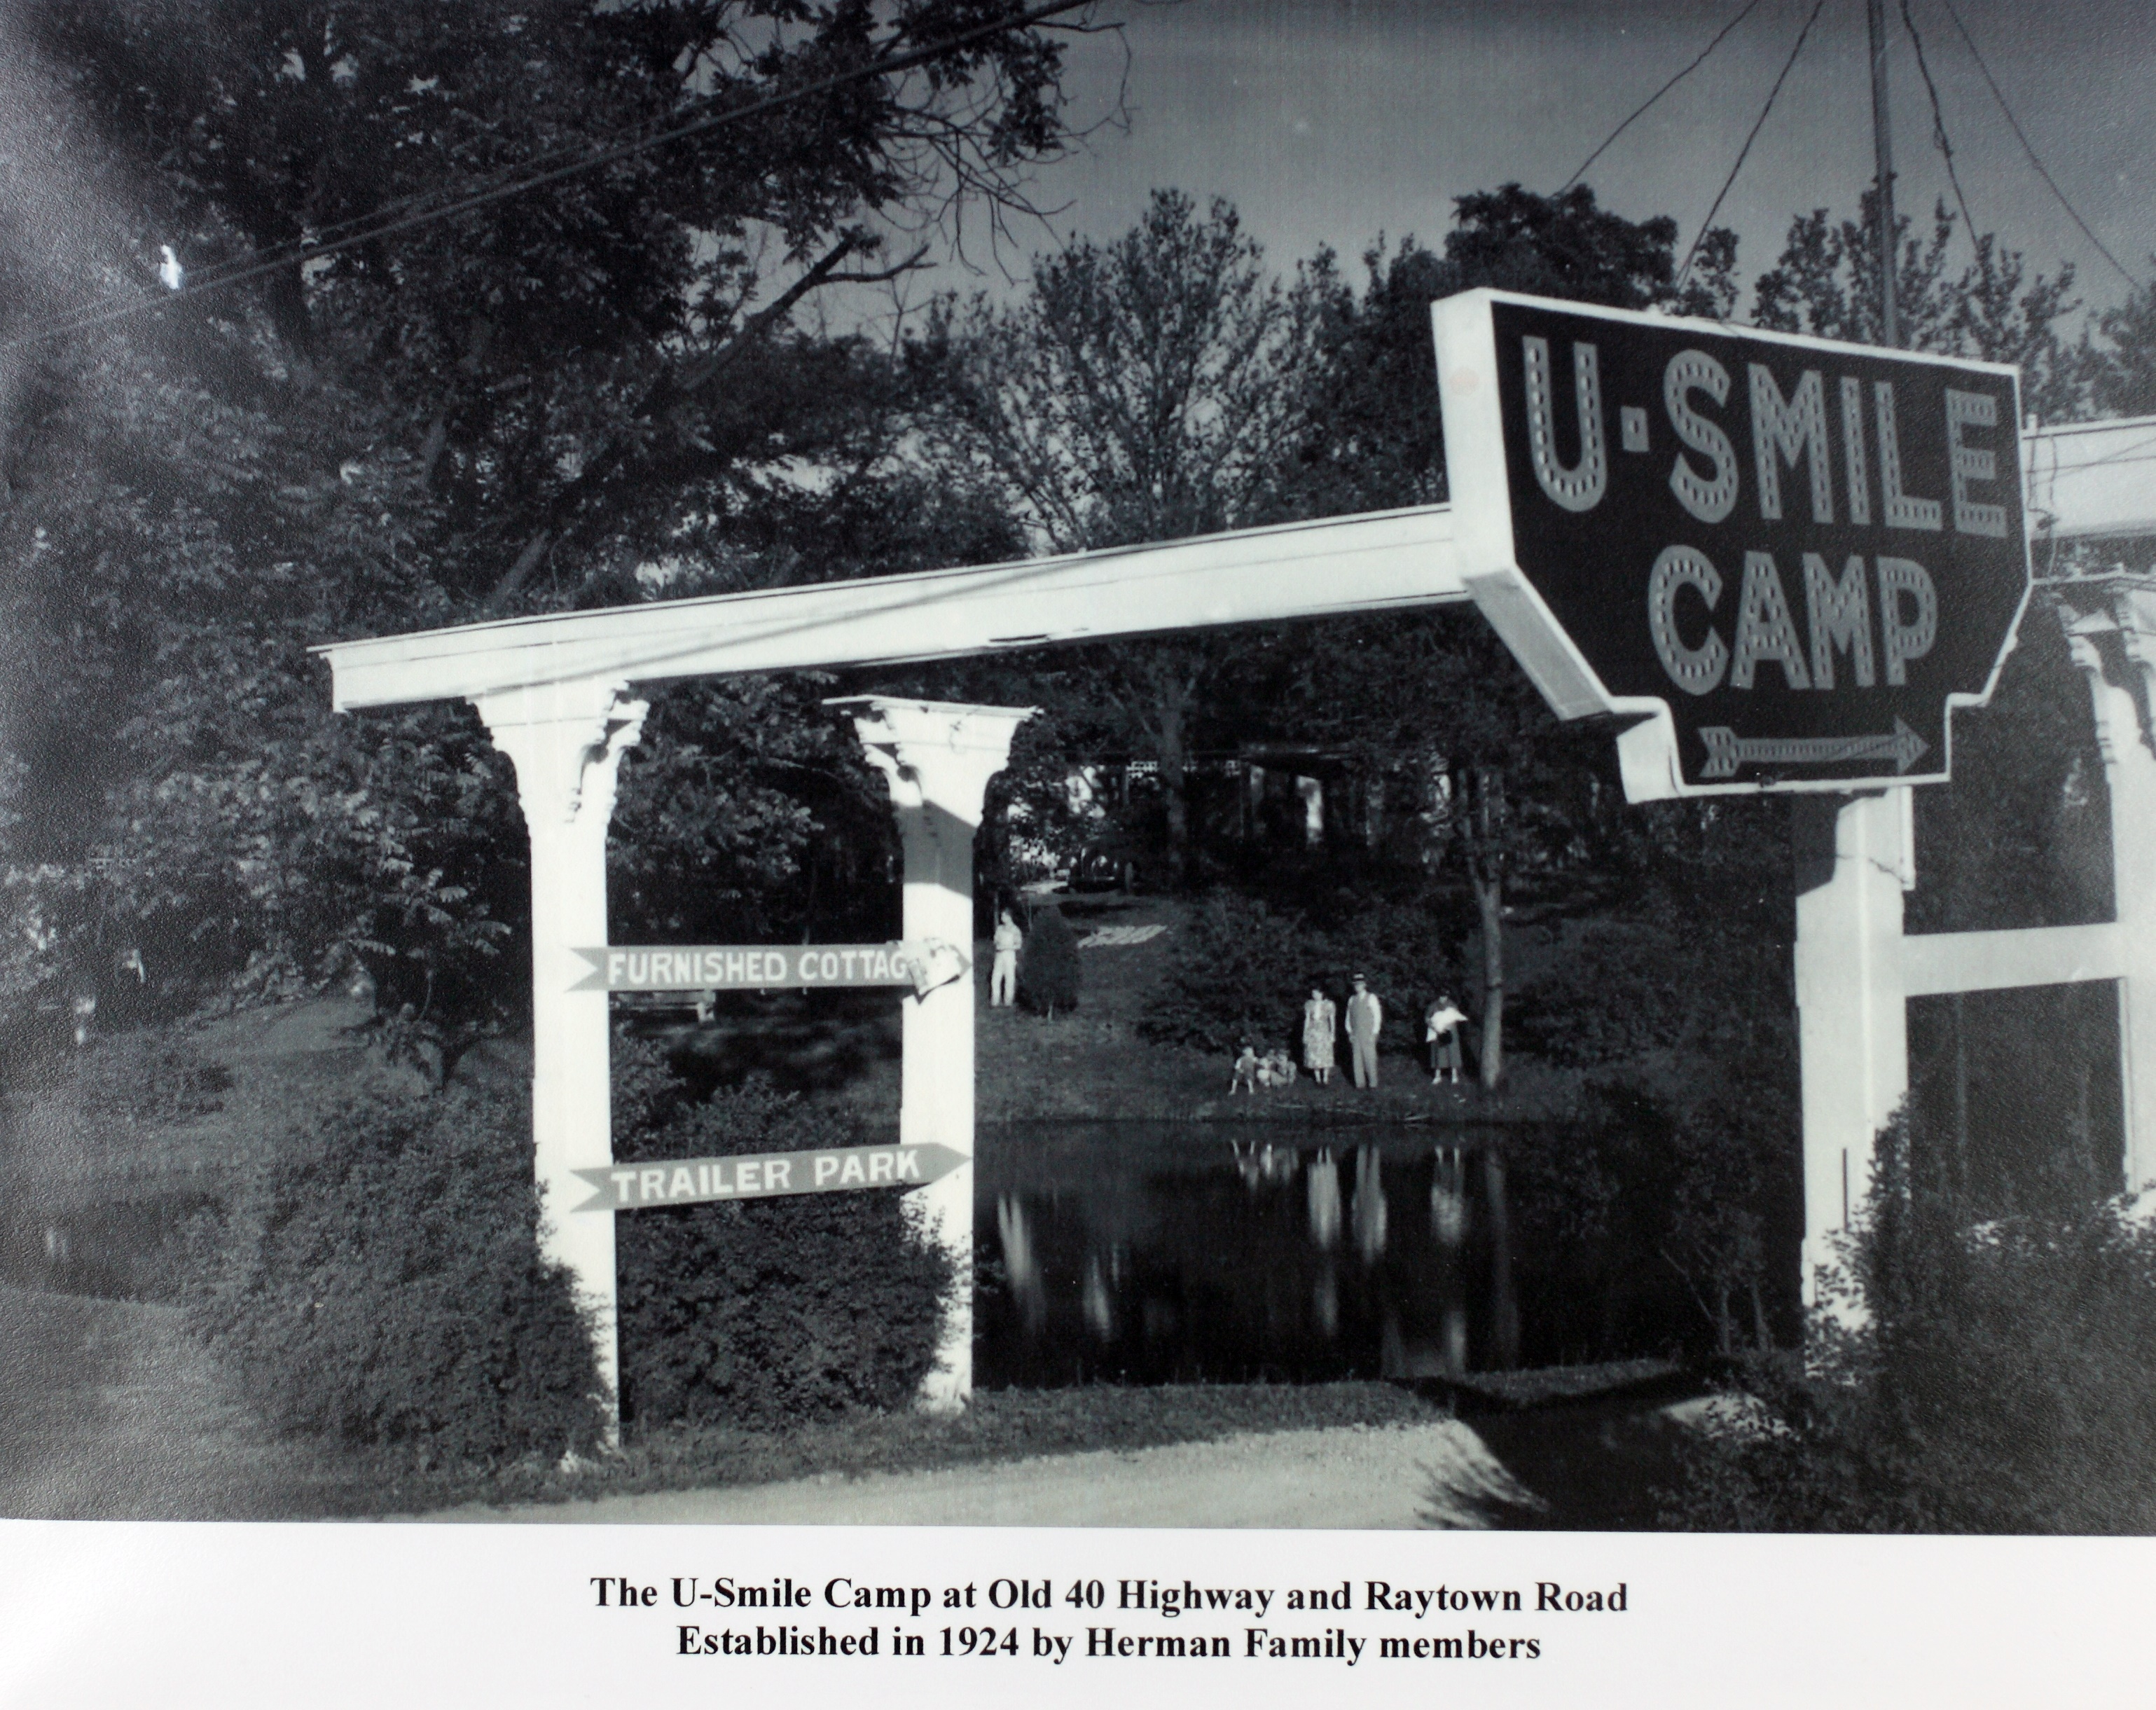 U-SMILE
CAMP
FURNISHED COTTAG
TRAILER PARK
The U-Smile Camp at Old 40 Highway and Raytown Road
Established in 1924 by Herman Family members